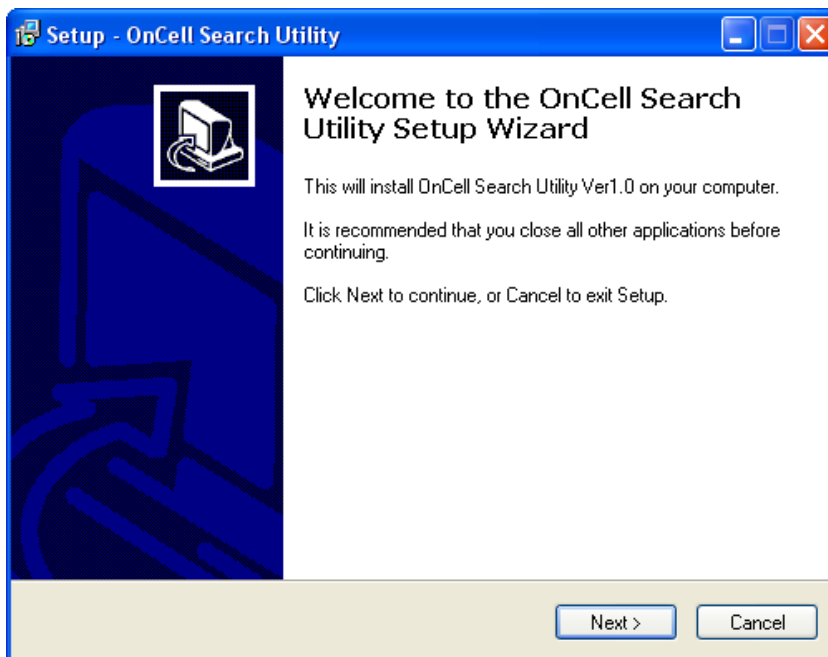 Setup - OnCell Search Utility
Welcome to the OnCell Search
Utility Setup Wizard
This will install OnCell Search Utility Ver1.0 on your computer.
It is recommended that you close all other applications before
continuing.
Click Next to continue, or Cancel to exit Setup.
Next >
Cancel